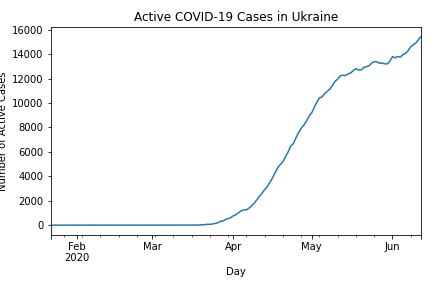 Active COVID-19 Cases in Ukraine
Number of Active Cases
16000
14000
12000
10000
8000
6000
4000
2000
0
Feb Mar Apr May Jun
2020
Day